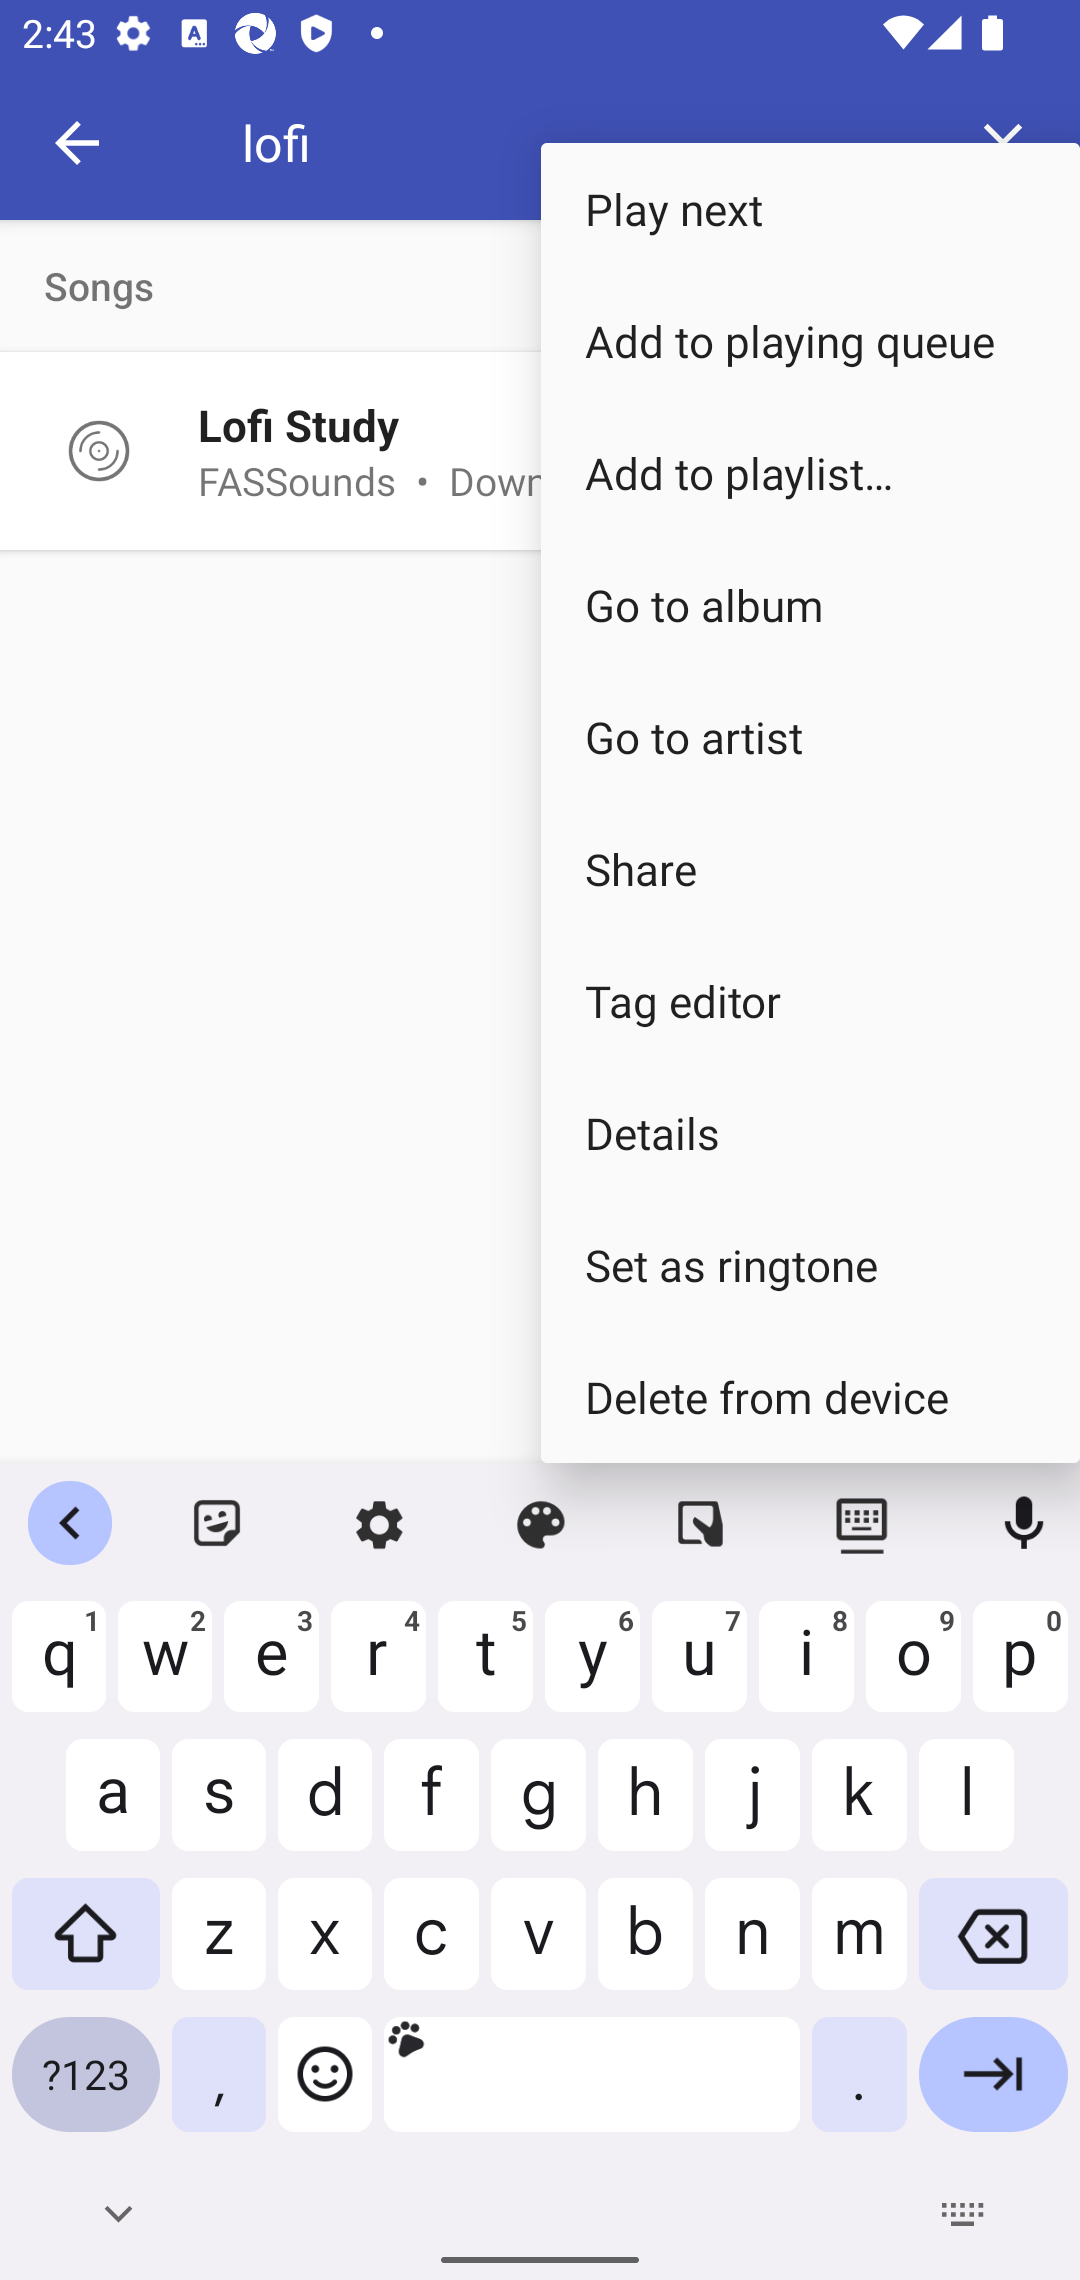 2:43
lofi
Songs
Lofi Study
FASSounds • Down
Play next
Add to playing queue
Add to playlist…
Go to album
Go to artist
Share
Tag editor
Details
Set as ringtone
Delete from device
q 1 w 2 e 3 r 4 t 5 y 6 u 7 i 8 o 9 p 0
a s d f g h j k l
z x c v b n m
?123 , .